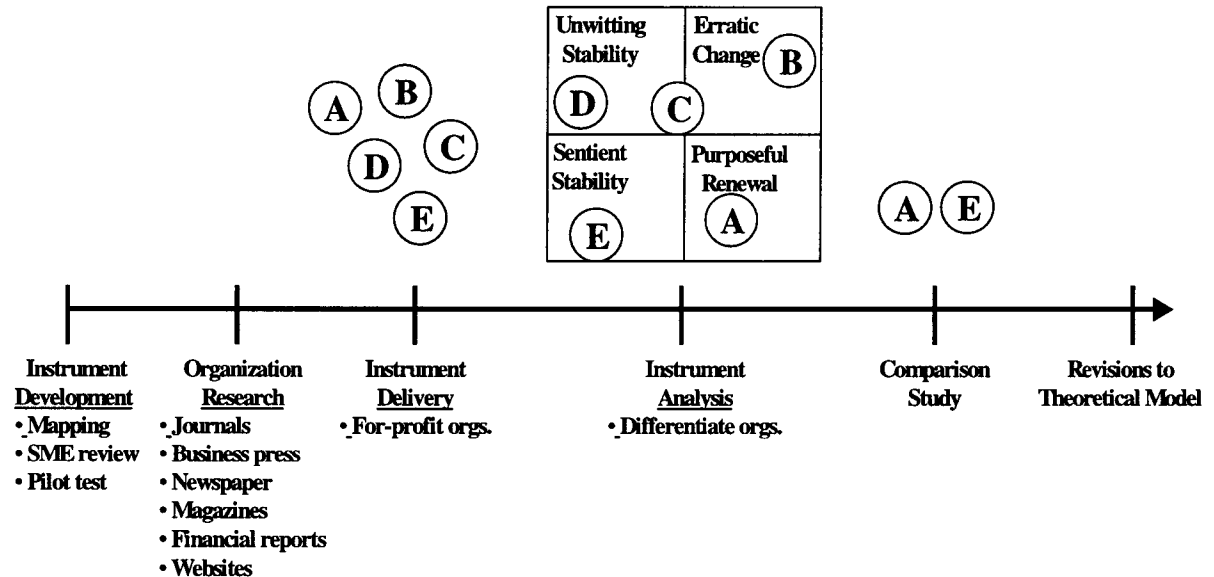 Unwitting
Stability
Erratic
Change
B
D
C
A
B
D
C
E
Sentient
Stability
E
Purposeful
Renewal
A
A E
Instrument
Development
• Mapping
• SME review
• Pilot test
Organization
Research
• Journals
• Business press
• Newspaper
• Magazines
• Financial reports
• Websites
Instrument
Delivery
• For-profit orgs.
Instrument
Analysis
• Differentiate orgs.
Comparison
Study
Revisions to
Theoretical Model